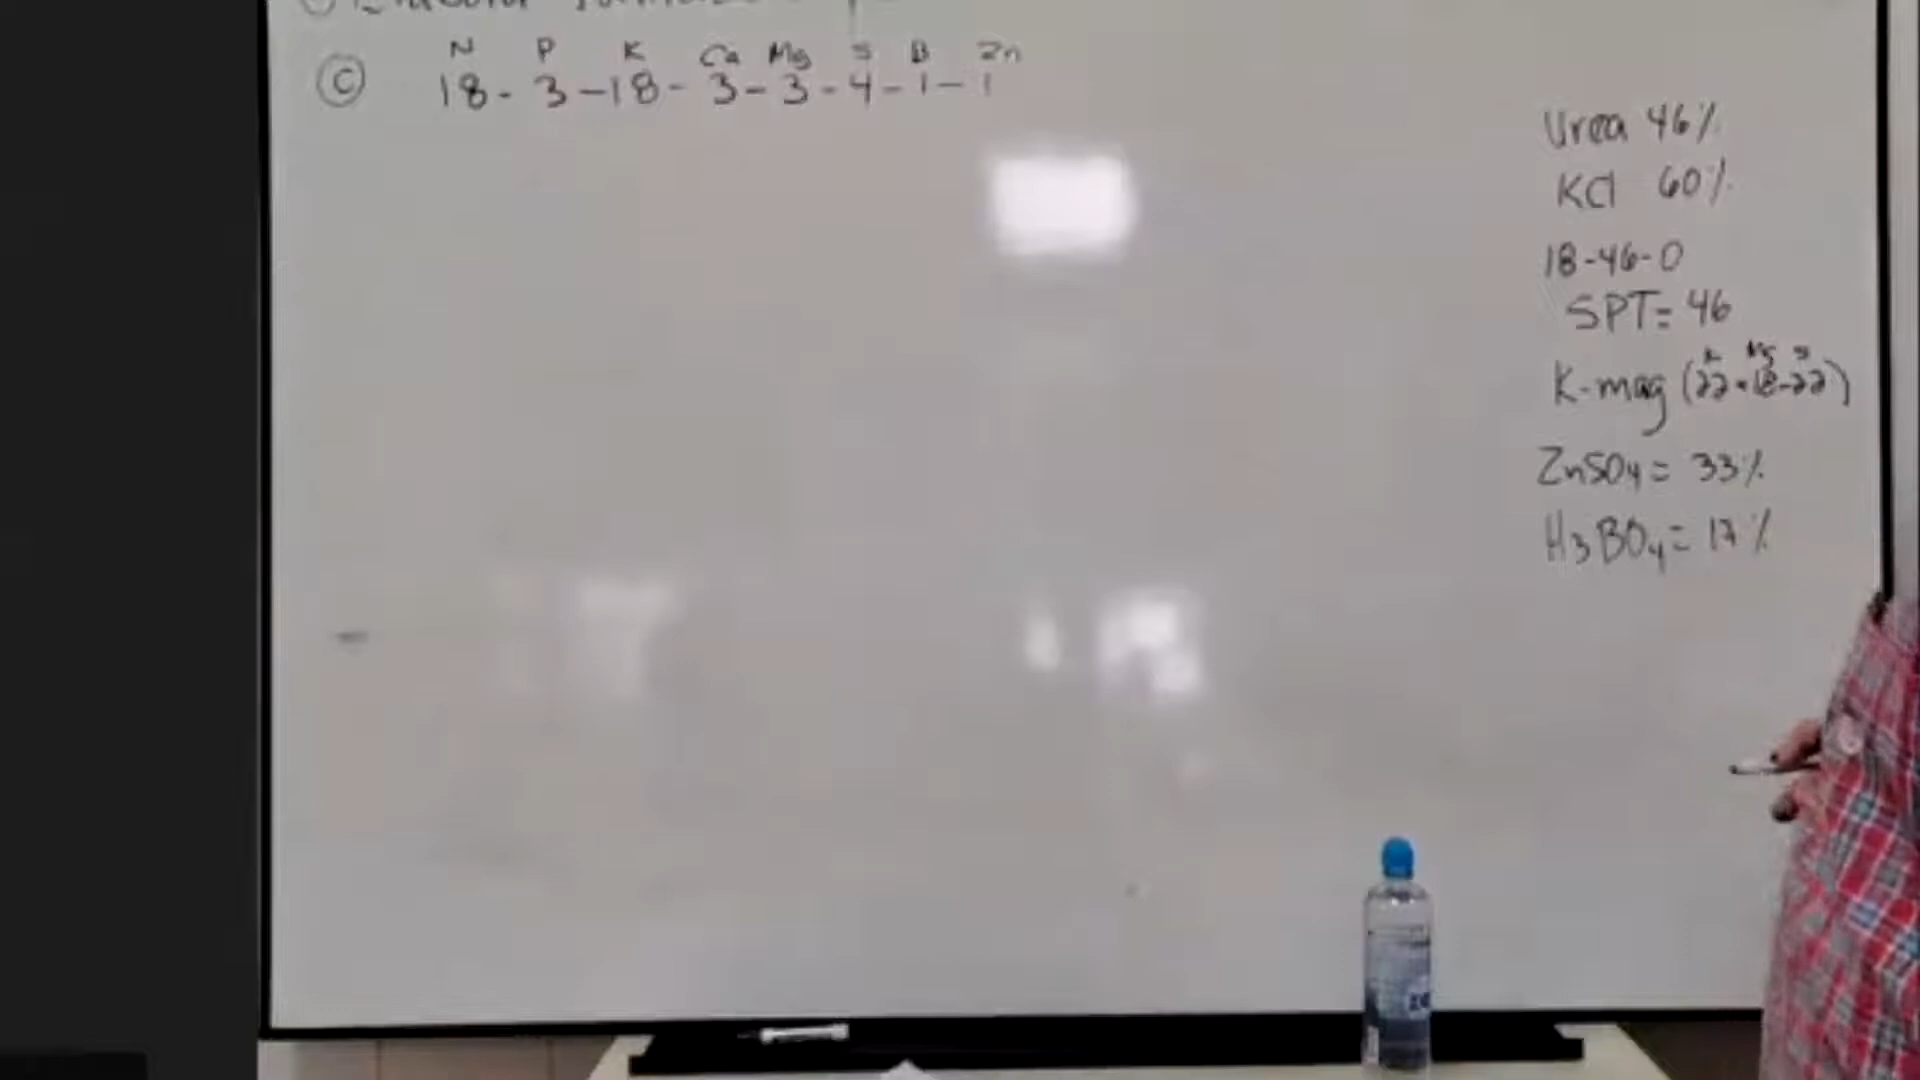 N P K Ca Mg S B Zn
© 18-3-18-3-3-4-1-1
Urea 46%
KCl 60%
18-46-0
SPT= 46
K Mg S
K-mag (22-18-22)
ZnSO4= 33%
H3BO4= 17%